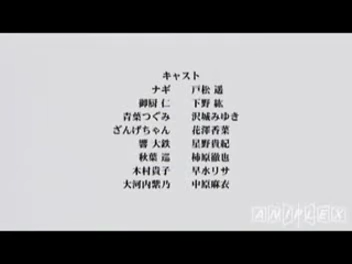 キャスト
ナギ 戸松 遥
御厨 仁 下野 紘
青葉つぐみ 沢城みゆき
ざんげちゃん 花澤香菜
響 大鉄 星野貴紀
秋葉 巡 柿原徹也
木村貴子 早水リサ
大河内紫乃 中原麻衣
ANIPLEX